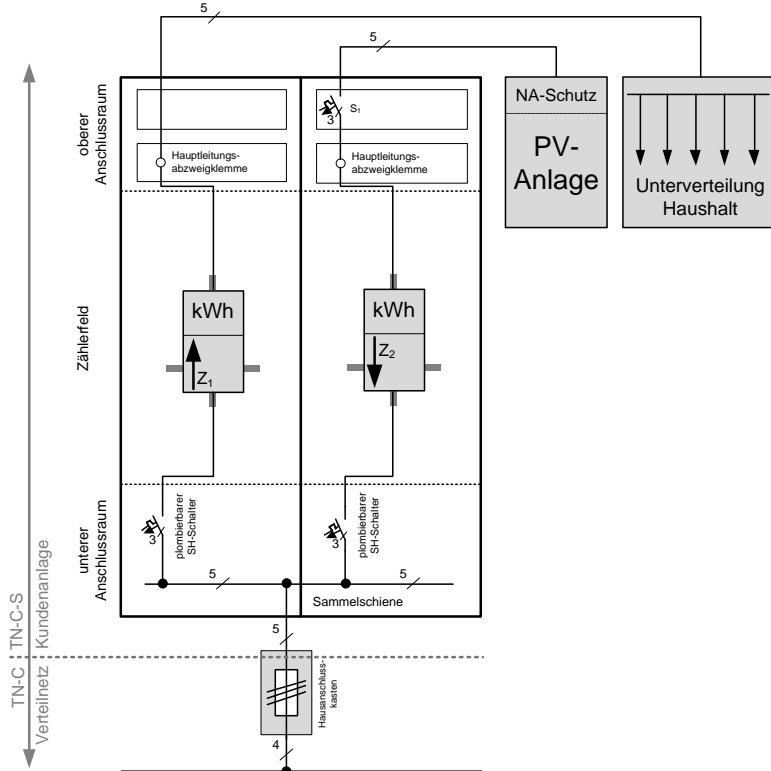 5
5
oberer
Anschlussraum
S1
3
Hauptleitungs-
abzweigklemme
Hauptleitungs-
abzweigklemme
NA-Schutz
PV-
Anlage
Unterverteilung
Haushalt
Zählerfeld
kWh
Z1
kWh
Z2
unterer
Anschlussraum
3
plombierbarer
SH-Schalter
3
plombierbarer
SH-Schalter
5
5
Sammelschiene
5
TN-C-S
Kundenanlage
TN-C
Verteilnetz
Hausanschluss-
kasten
4